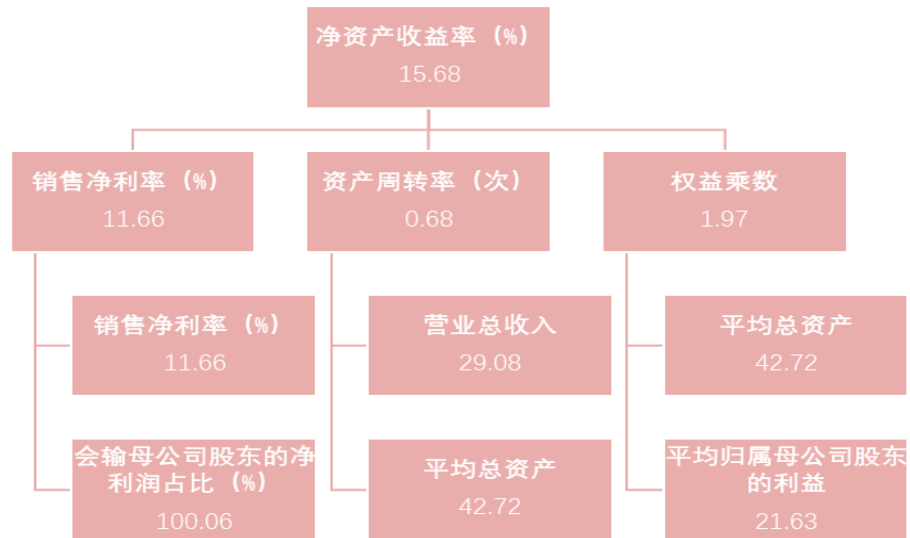 净资产收益率（%）
15.68
销售净利率（%）
11.66
资产周转率（次）
0.68
权益乘数
1.97
销售净利率（%）
11.66
营业总收入
29.08
平均总资产
42.72
会输母公司股东的净
利润占比（%）
100.06
平均总资产
42.72
平均归属母公司股东
的利益
21.63